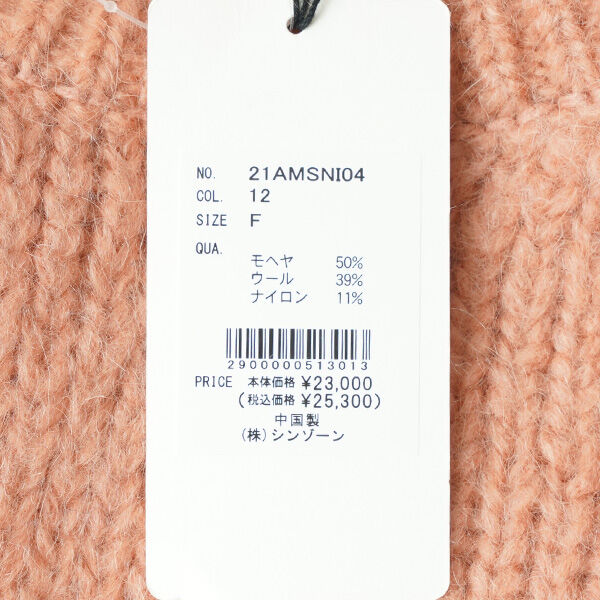 NO. 21AMSNI04
COL. 12
SIZE F
QUA.
モヘヤ 50%
ウール 39%
ナイロン 11%
2900000513013
PRICE 本体価格 ¥23,000
(税込価格 ¥25,300)
中国製
(株)シンゾーン